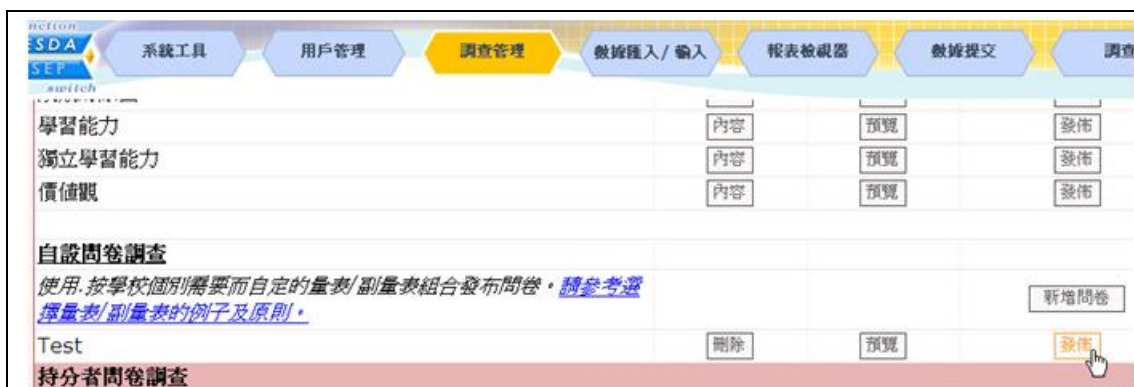 nction
ESDA
SEP
switch
系統工具 用戶管理 調查管理 數據匯入/輸入 報表檢視器 數據提交 調查
學習能力 內容 預覽 發佈
獨立學習能力 內容 預覽 發佈
價值觀 內容 預覽 發佈
自設問卷調查
使用.按學校個別需要而自定的量表/副量表組合發布問卷。請參考選
擇量表/副量表的例子及原則。
新增問卷
Test 刪除 預覽 發佈
持分者問卷調查